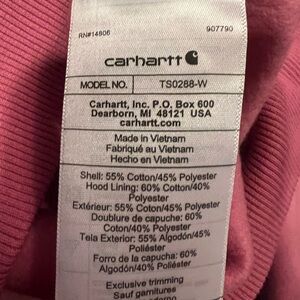 RN#14806 907790
carhartt
MODEL NO. TS0288-W
Carhartt, Inc. P.O. Box 600
Dearborn, MI 48121 USA
carhartt.com
Made in Vietnam
Fabriqué au Vietnam
Hecho en Vietnam
Shell: 55% Cotton/45% Polyester
Hood Lining: 60% Cotton/40%
Polyester
Extérieur: 55% Coton/45% Polyester
Doublure de capuche: 60%
Coton/40% Polyester
Tela Exterior: 55% Algodón/45%
Poliéster
Forro de la capucha: 60%
Algodón/40% Poliéster
Exclusive trimming
Sauf garnitures